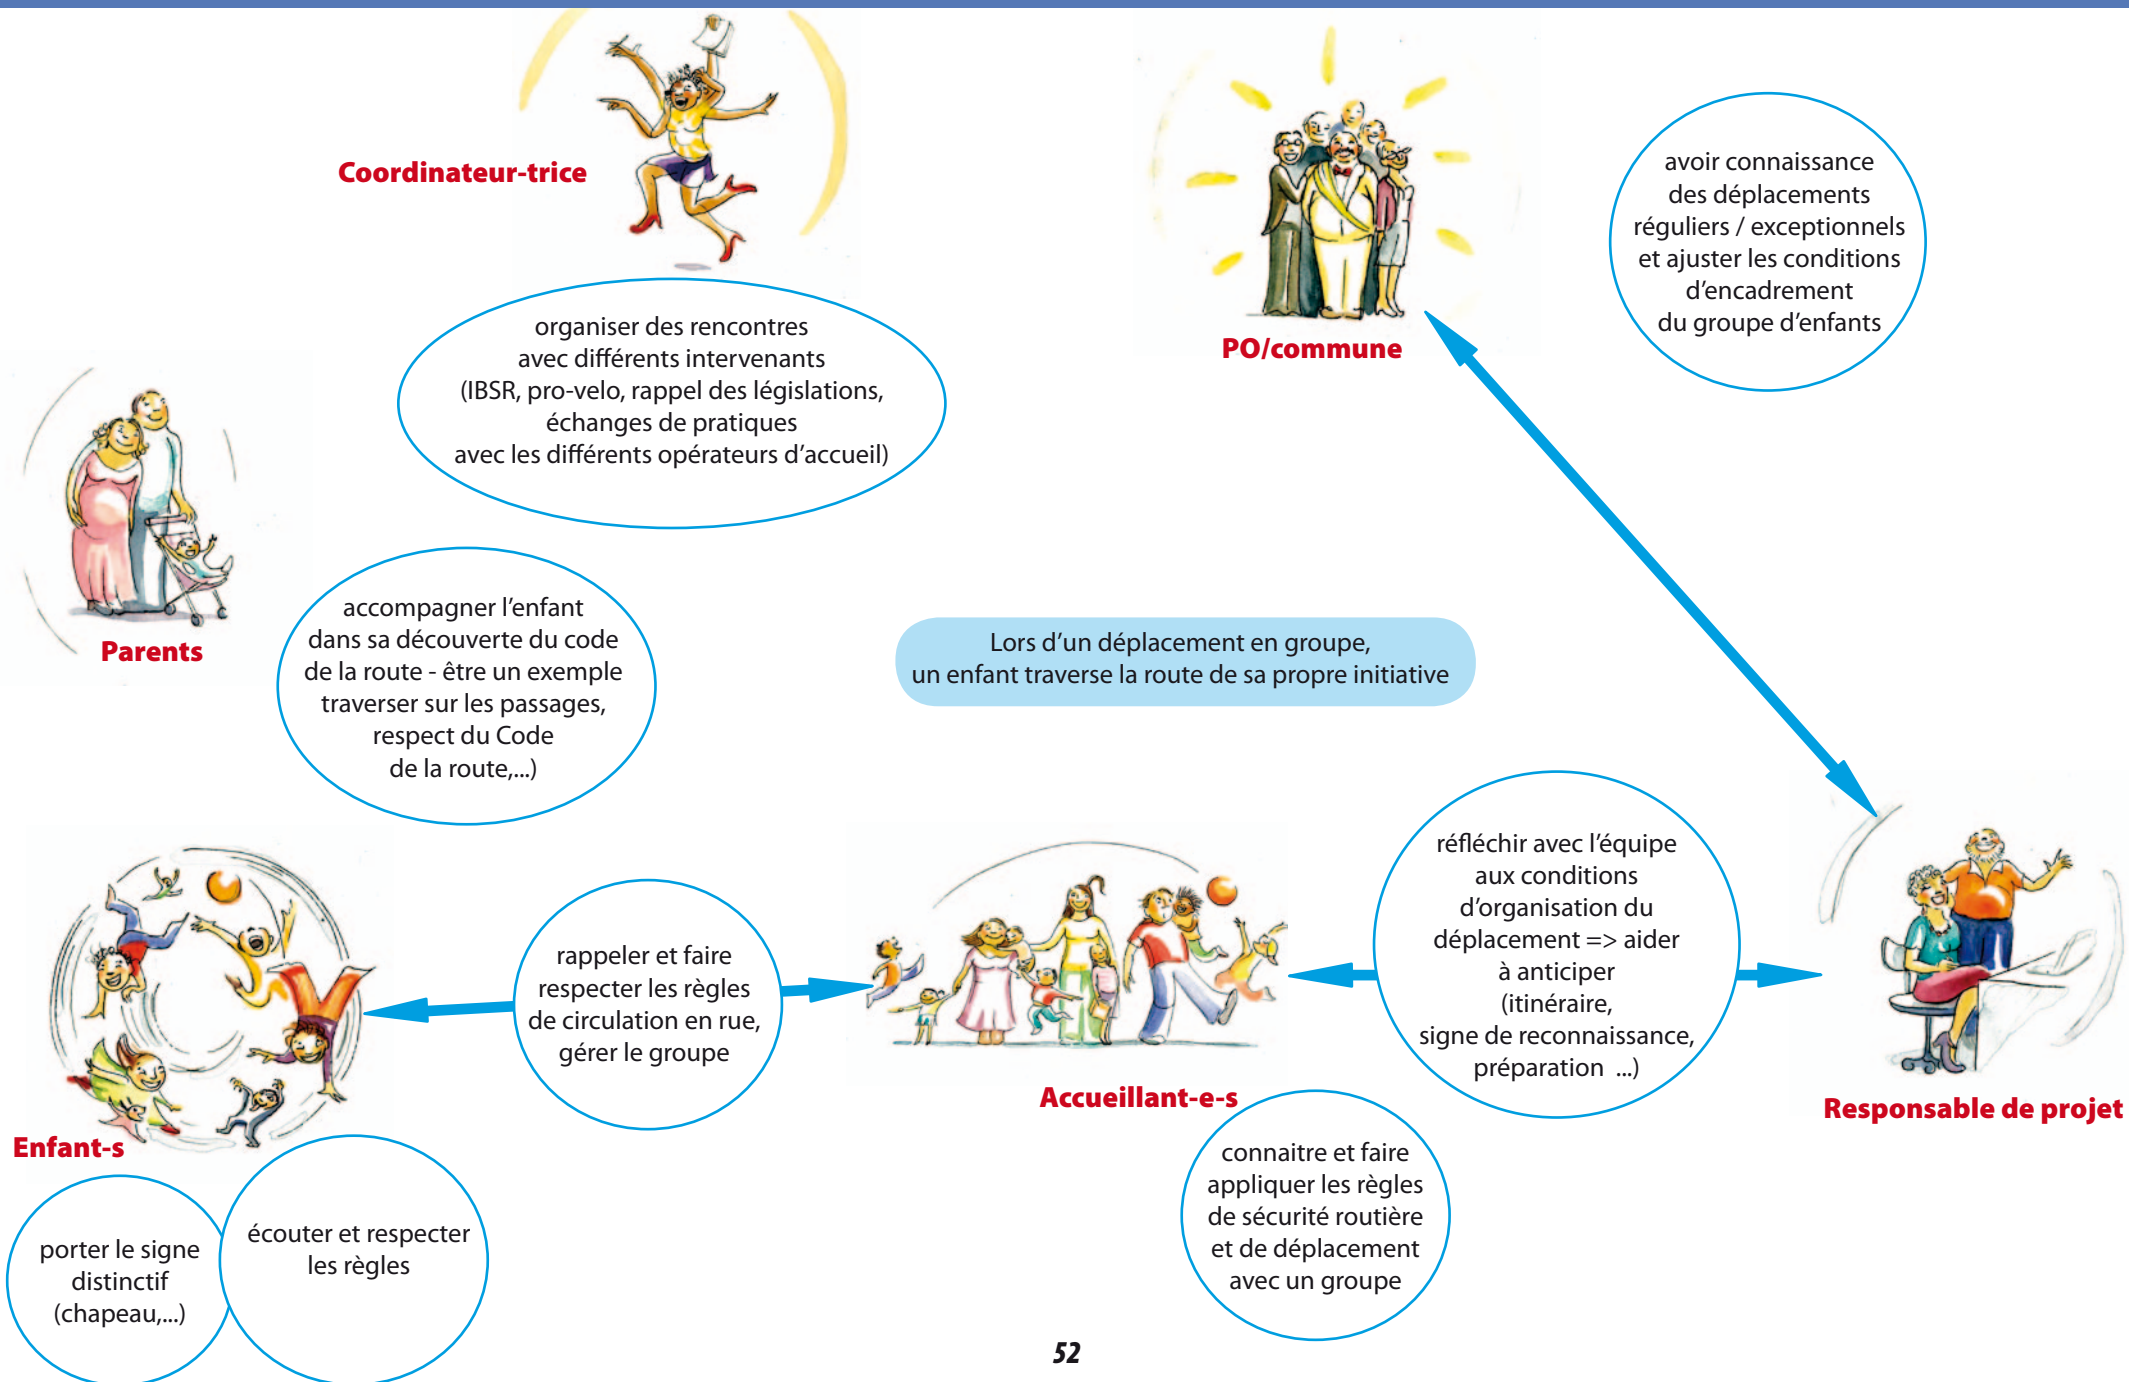 Coordinateur-trice
organiser des rencontres
avec différents intervenants
(IBSR, pro-velo, rappel des législations,
échanges de pratiques
avec les différents opérateurs d'accueil)
PO/commune
avoir connaissance
des déplacements
réguliers / exceptionnels
et ajuster les conditions
d'encadrement
du groupe d'enfants
Parents
accompagner l'enfant
dans sa découverte du code
de la route - être un exemple
traverser sur les passages,
respect du Code
de la route,...)
Lors d'un déplacement en groupe,
un enfant traverse la route de sa propre initiative
Enfant-s
porter le signe
distinctif
(chapeau,...)
écouter et respecter
les règles
rappeler et faire
respecter les règles
de circulation en rue,
gérer le groupe
Accueillant-e-s
connaitre et faire
appliquer les règles
de sécurité routière
et de déplacement
avec un groupe
réfléchir avec l'équipe
aux conditions
d'organisation du
déplacement => aider
à anticiper
(itinéraire,
signe de reconnaissance,
préparation ...)
Responsable de projet
52